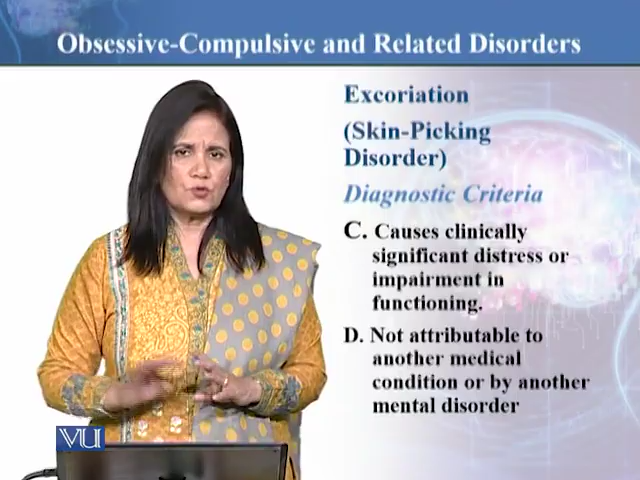 Obsessive-Compulsive and Related Disorders
Excoriation
(Skin-Picking
Disorder)
Diagnostic Criteria
C. Causes clinically
significant distress or
impairment in
functioning.
D. Not attributable to
another medical
condition or by another
mental disorder
VU